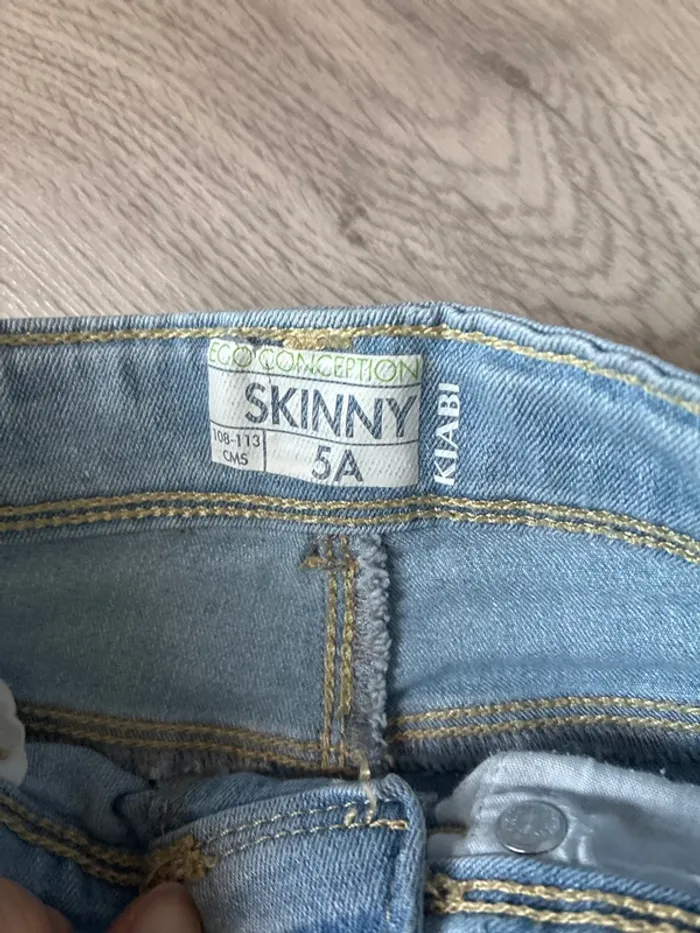 ECO CONCEPTION
SKINNY
108-113
CMS
5A
KIABI